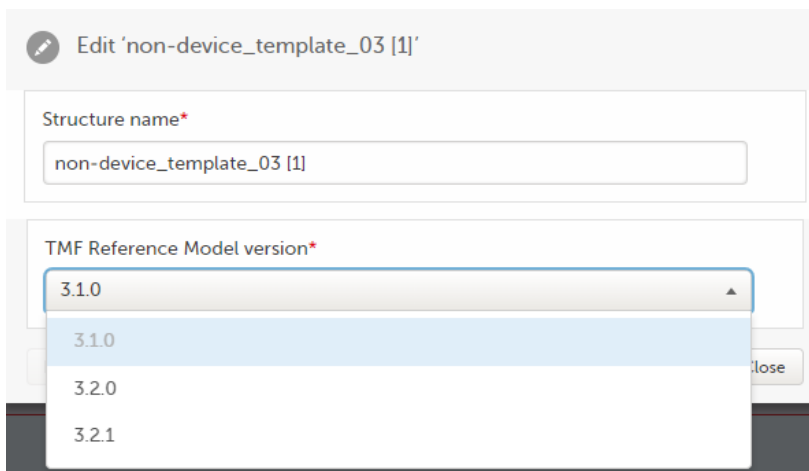 Edit ‘non-device_template_03 [1]’
Structure name*
non-device_template_03 [1]
TMF Reference Model version*
3.1.0
3.1.0
3.2.0
3.2.1